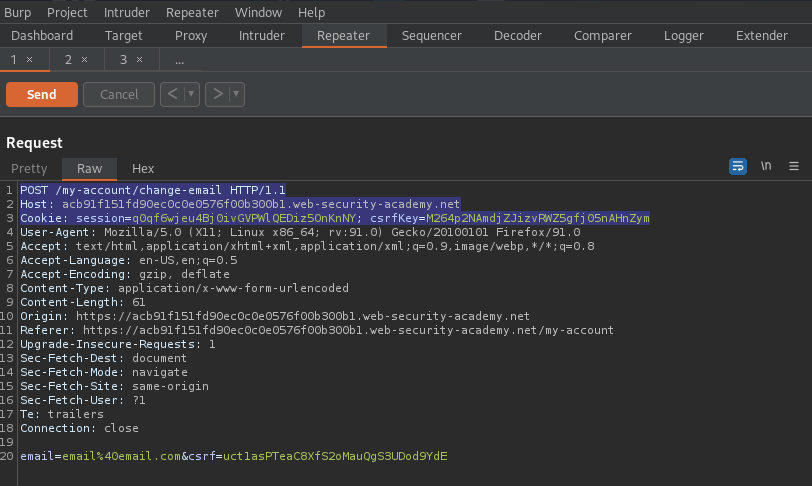 Burp Project Intruder Repeater Window Help
Dashboard Target Proxy Intruder Repeater Sequencer Decoder Comparer Logger Extender
1 × 2 × 3 × ...
Send Cancel < ▼ > ▼
Request
Pretty Raw Hex \n
1 POST /my-account/change-email HTTP/1.1
2 Host: acb91f151fd90ec0c0e0576f00b300b1.web-security-academy.net
3 Cookie: session=q0qf6wjeu4Bj0ivGVPWlQEDiz5OnKnNY; csrfKey=M264p2NAmdjZJizvRWZ5gfj05nAHnZym
4 User-Agent: Mozilla/5.0 (X11; Linux x86_64; rv:91.0) Gecko/20100101 Firefox/91.0
5 Accept: text/html,application/xhtml+xml,application/xml;q=0.9,image/webp,*/*;q=0.8
6 Accept-Language: en-US,en;q=0.5
7 Accept-Encoding: gzip, deflate
8 Content-Type: application/x-www-form-urlencoded
9 Content-Length: 61
10 Origin: https://acb91f151fd90ec0c0e0576f00b300b1.web-security-academy.net
11 Referer: https://acb91f151fd90ec0c0e0576f00b300b1.web-security-academy.net/my-account
12 Upgrade-Insecure-Requests: 1
13 Sec-Fetch-Dest: document
14 Sec-Fetch-Mode: navigate
15 Sec-Fetch-Site: same-origin
16 Sec-Fetch-User: ?1
17 Te: trailers
18 Connection: close
19
20 email=email%40email.com&csrf=uct1asPTeaC8XfS2oMauQgS3UDod9YdE